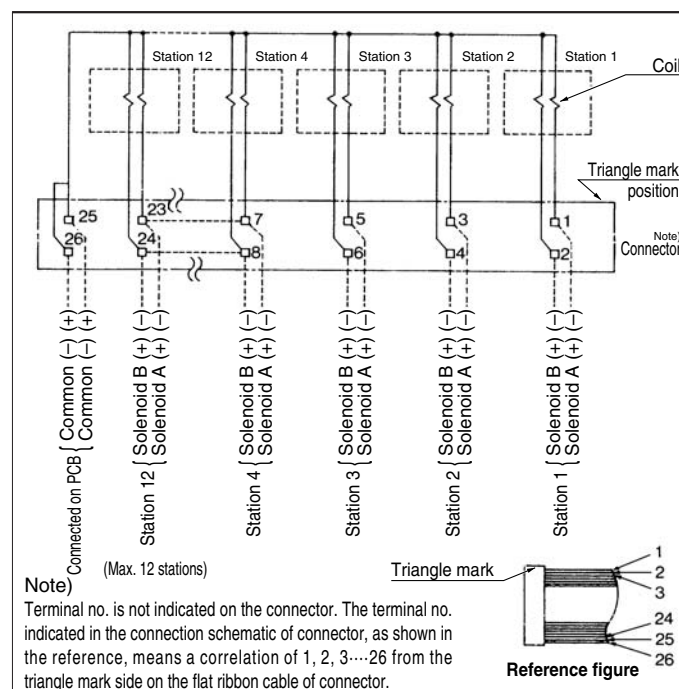 Station 12
Station 4
Station 3
Station 2
Station 1
Coil
Triangle mark
position
Note)
Connector
25
23
7
5
3
1
26
24
8
6
4
2
Connected on PCB { Common (−) (+)
Common (−) (+)
Station 12 { Solenoid B (+) (−)
Solenoid A (+) (−)
Station 4 { Solenoid B (+) (−)
Solenoid A (+) (−)
Station 3 { Solenoid B (+) (−)
Solenoid A (+) (−)
Station 2 { Solenoid B (+) (−)
Solenoid A (+) (−)
Station 1 { Solenoid B (+) (−)
Solenoid A (+) (−)
(Max. 12 stations)
Note)
Terminal no. is not indicated on the connector. The terminal no.
indicated in the connection schematic of connector, as shown in
the reference, means a correlation of 1, 2, 3····26 from the
triangle mark side on the flat ribbon cable of connector.
Triangle mark
1
2
3
24
25
26
Reference figure